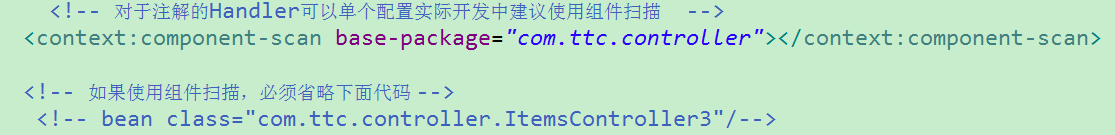 <!-- 对于注解的Handler可以单个配置实际开发中建议使用组件扫描  -->
<context:component-scan base-package="com.ttc.controller"></context:component-scan>
<!-- 如果使用组件扫描，必须省略下面代码 -->
<!-- bean class="com.ttc.controller.ItemsController3"/-->